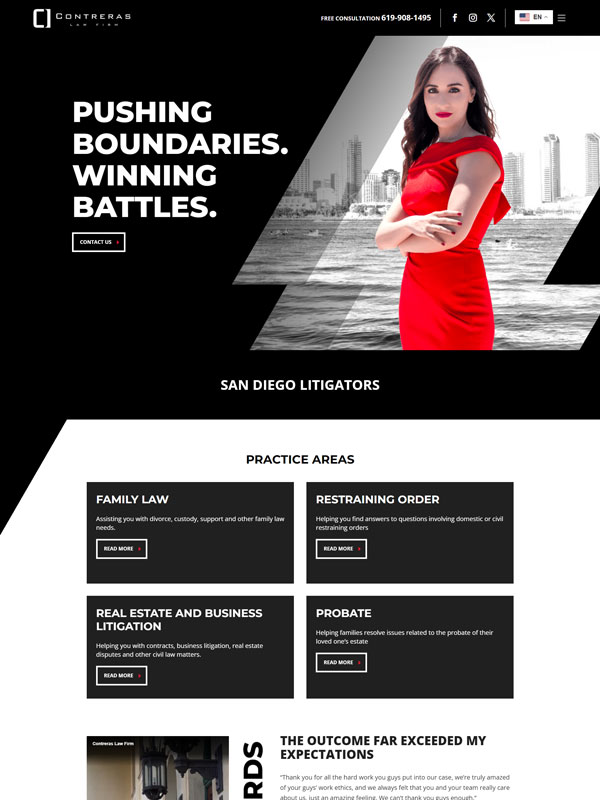 CONTRERAS
LAW FIRM
FREE CONSULTATION 619-908-1495
EN
PUSHING
BOUNDARIES.
WINNING
BATTLES.
CONTACT US
SAN DIEGO LITIGATORS
PRACTICE AREAS
FAMILY LAW
Assisting you with divorce, custody, support and other family law
needs.
READ MORE
RESTRAINING ORDER
Helping you find answers to questions involving domestic or civil
restraining orders
READ MORE
REAL ESTATE AND BUSINESS
LITIGATION
Helping you with contracts, business litigation, real estate
disputes and other civil law matters.
READ MORE
PROBATE
Helping families resolve issues related to the probate of their
loved one's estate
READ MORE
Contreras Law Firm
RDS
THE OUTCOME FAR EXCEEDED MY
EXPECTATIONS
"Thank you for all the hard work you guys put into our case, we're truly amazed
of your guys' work ethics, and we always felt that you and your team really care
about us. Just an amazing feeling. We can't thank you guys enough."